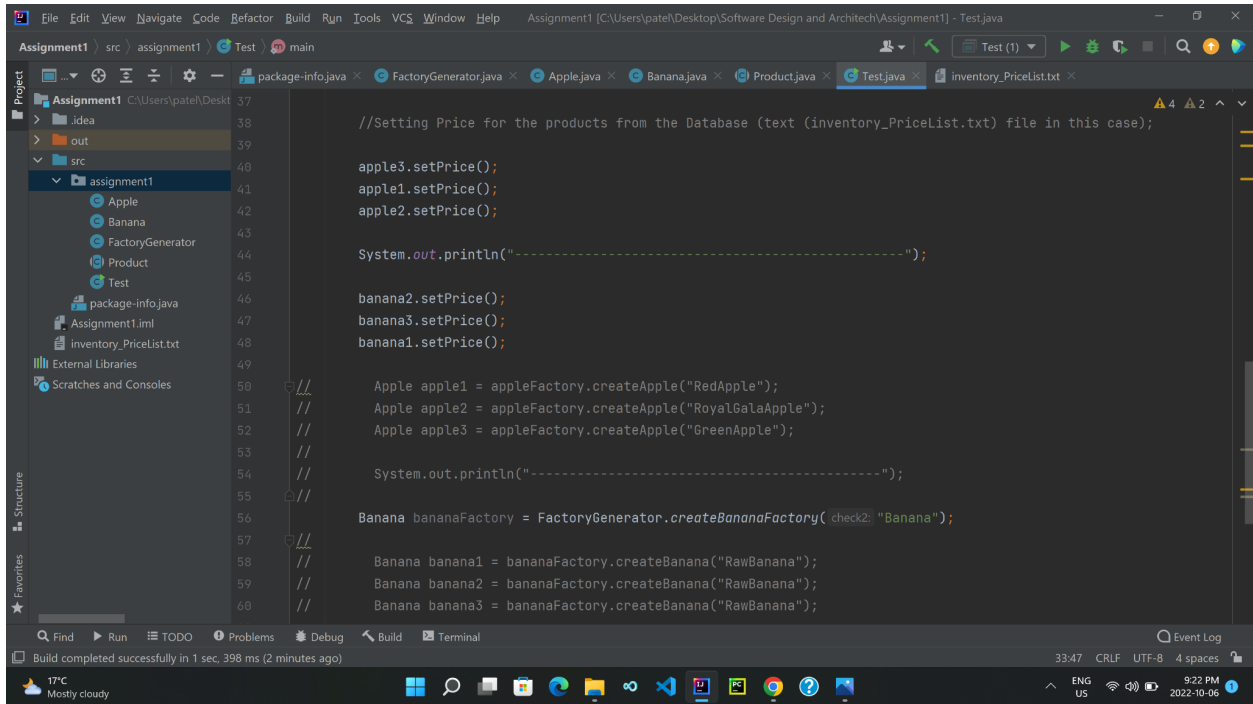 File Edit View Navigate Code Refactor Build Run Tools VCS Window Help Assignment1 [C:\Users\patel\Desktop\Software Design and Architech\Assignment1] - Test.java
Assignment1 src assignment1 Test main Test (1)
package-info.java FactoryGenerator.java Apple.java Banana.java Product.java Test.java inventory_PriceList.txt
Project
Assignment1 C:\Users\patel\Deskt
.idea
out
src
assignment1
Apple
Banana
FactoryGenerator
Product
Test
package-info.java
Assignment1.iml
inventory_PriceList.txt
External Libraries
Scratches and Consoles
Structure
Favorites
4 2
37
38 //Setting Price for the products from the Database (text (inventory_PriceList.txt) file in this case);
39
40 apple3.setPrice();
41 apple1.setPrice();
42 apple2.setPrice();
43
44 System.out.println("--------------------------------------------------");
45
46 banana2.setPrice();
47 banana3.setPrice();
48 banana1.setPrice();
49
50 // Apple apple1 = appleFactory.createApple("RedApple");
51 // Apple apple2 = appleFactory.createApple("RoyalGalaApple");
52 // Apple apple3 = appleFactory.createApple("GreenApple");
53 //
54 // System.out.println("---------------------------------------------");
55 //
56 Banana bananaFactory = FactoryGenerator.createBananaFactory( check2: "Banana");
57 //
58 // Banana banana1 = bananaFactory.createBanana("RawBanana");
59 // Banana banana2 = bananaFactory.createBanana("RawBanana");
60 // Banana banana3 = bananaFactory.createBanana("RawBanana");
Find Run TODO Problems Debug Build Terminal Event Log
Build completed successfully in 1 sec, 398 ms (2 minutes ago) 33:47 CRLF UTF-8 4 spaces
17°C
Mostly cloudy
ENG
US
9:22 PM
2022-10-06
1